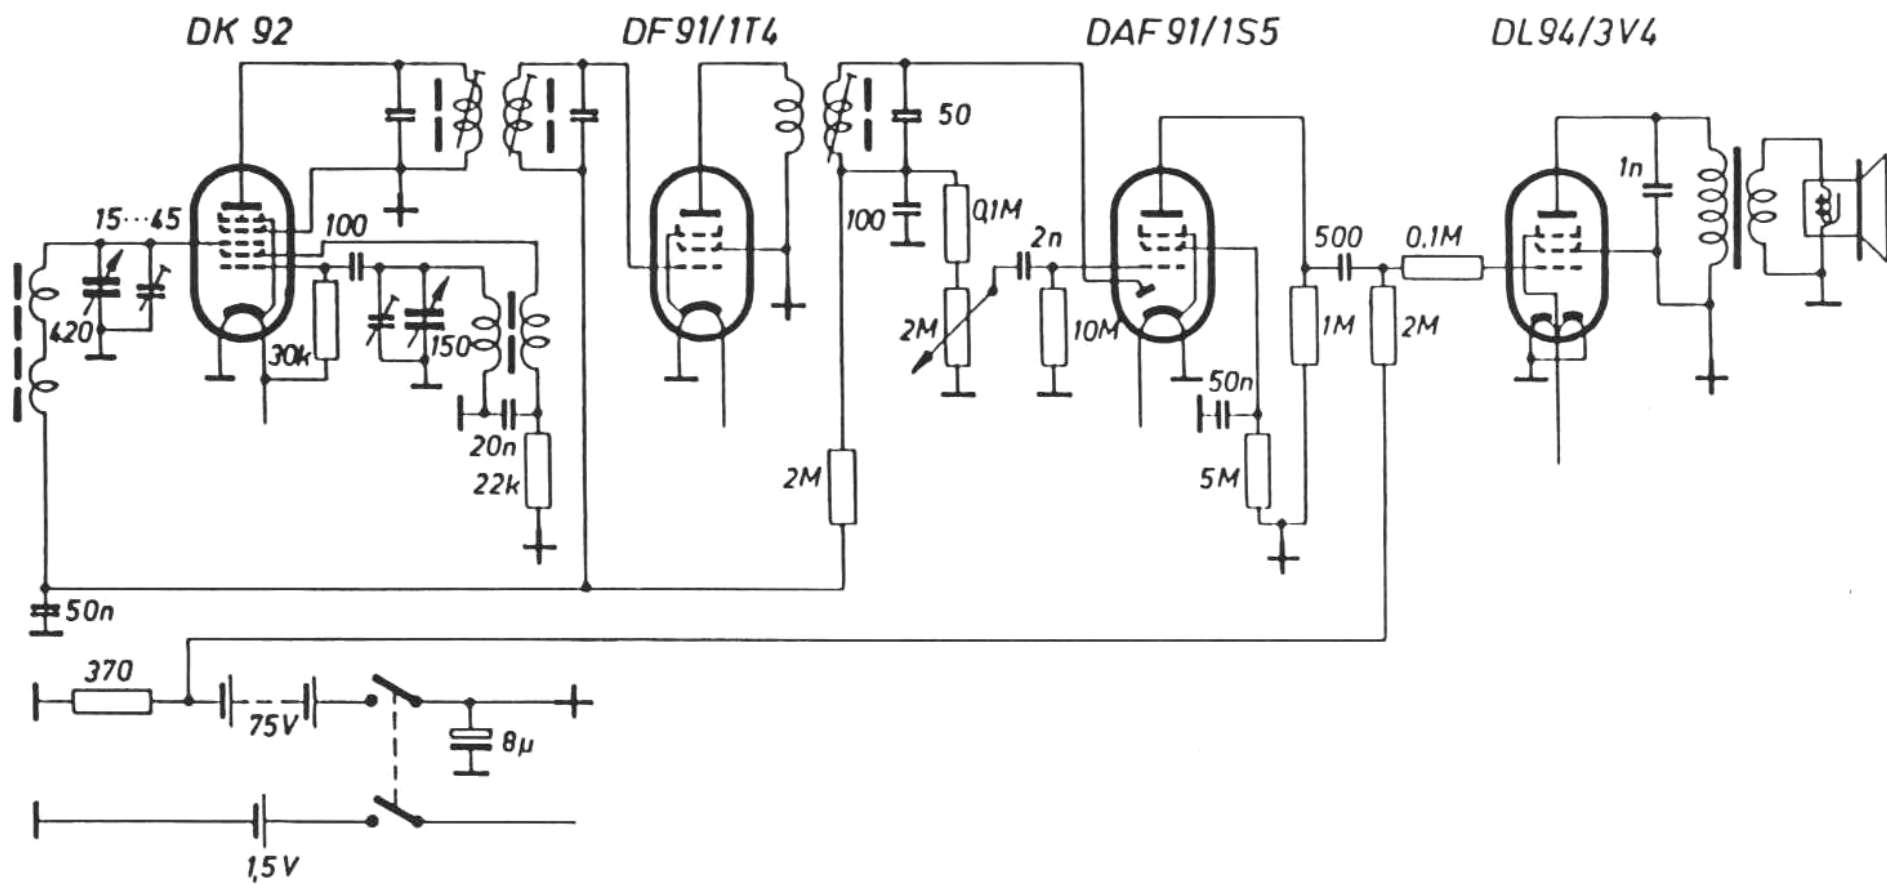 DK 92
DF91/1T4
DAF91/1S5
DL94/3V4
15···45
100
420
30k
150
20n
22k
50n
50
100
0,1M
2M
2n
10M
2M
50n
5M
1M
500
2M
0,1M
1n
370
75V
8µ
1,5V